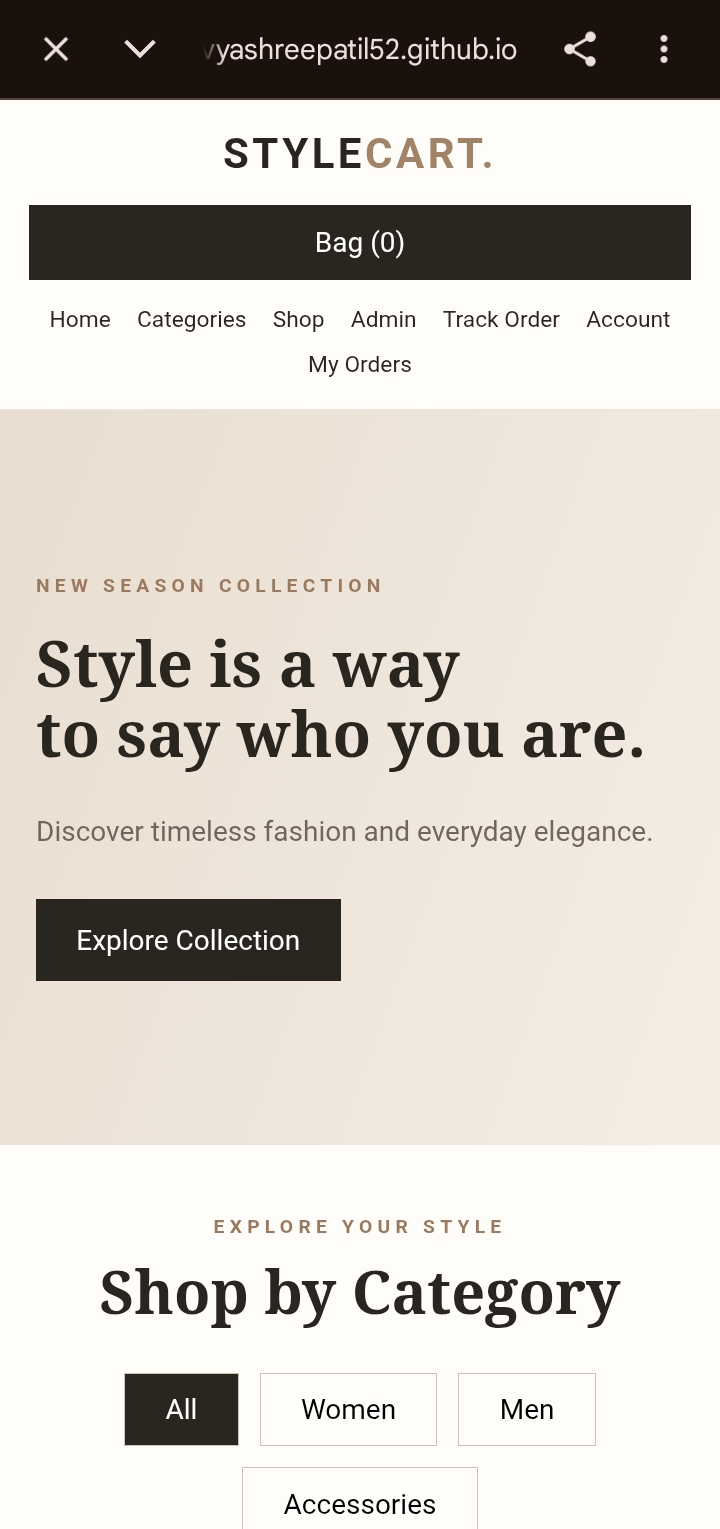 vyashreepatil52.github.io
STYLECART.
Bag (0)
Home Categories Shop Admin Track Order Account
My Orders
NEW SEASON COLLECTION
Style is a way
to say who you are.
Discover timeless fashion and everyday elegance.
Explore Collection
EXPLORE YOUR STYLE
Shop by Category
All Women Men
Accessories